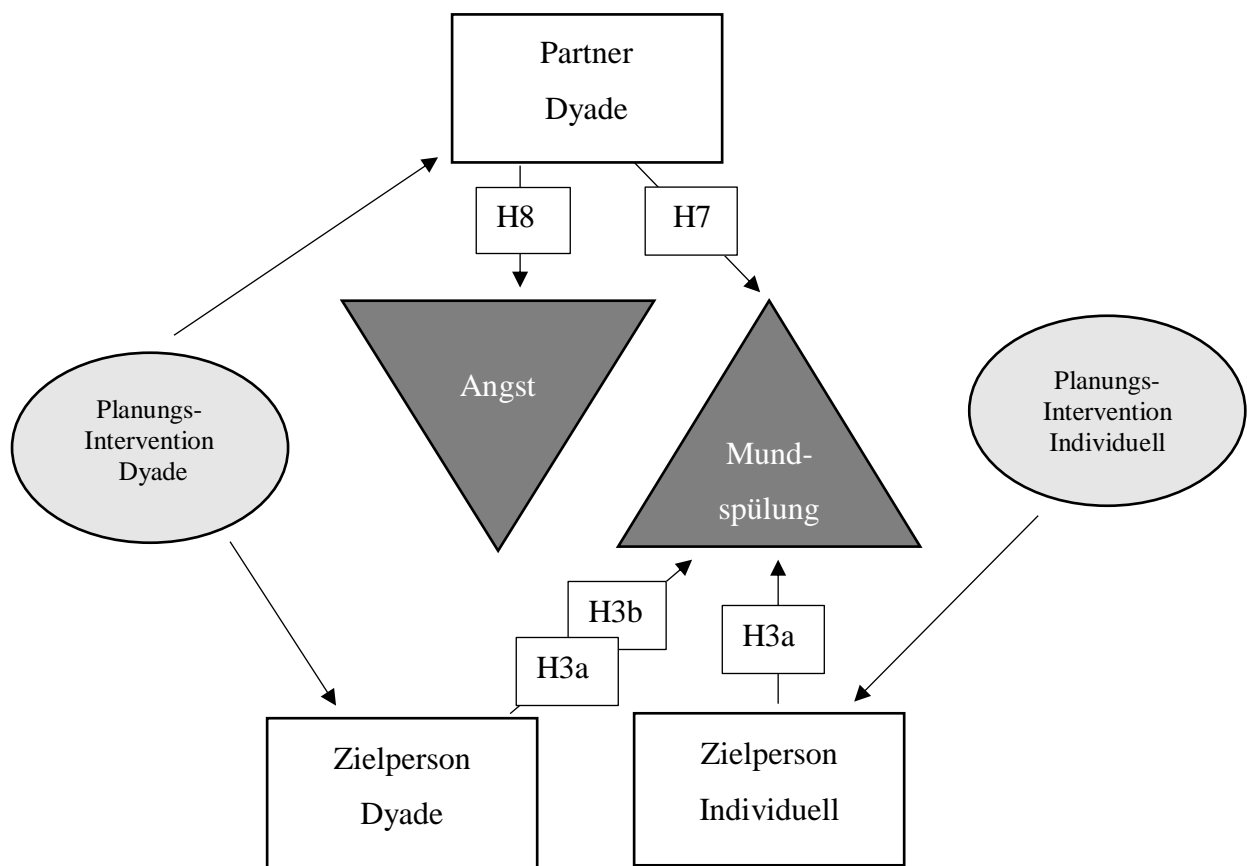 Partner
Dyade
H8
H7
Angst
Planungs-
Intervention
Dyade
Planungs-
Intervention
Individuell
Mund-
spülung
H3b
H3a
H3a
Zielperson
Dyade
Zielperson
Individuell